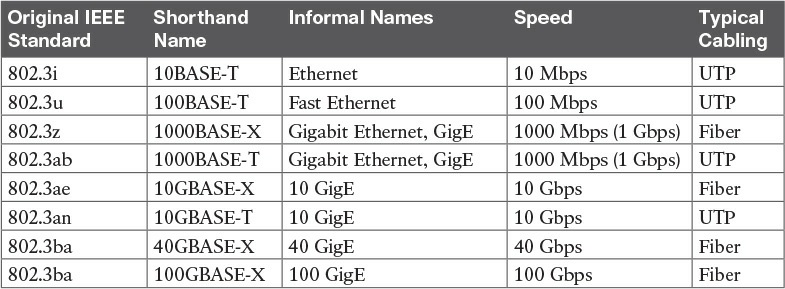 Original IEEE Standard Shorthand Name Informal Names Speed Typical Cabling
802.3i 10BASE-T Ethernet 10 Mbps UTP
802.3u 100BASE-T Fast Ethernet 100 Mbps UTP
802.3z 1000BASE-X Gigabit Ethernet, GigE 1000 Mbps (1 Gbps) Fiber
802.3ab 1000BASE-T Gigabit Ethernet, GigE 1000 Mbps (1 Gbps) UTP
802.3ae 10GBASE-X 10 GigE 10 Gbps Fiber
802.3an 10GBASE-T 10 GigE 10 Gbps UTP
802.3ba 40GBASE-X 40 GigE 40 Gbps Fiber
802.3ba 100GBASE-X 100 GigE 100 Gbps Fiber